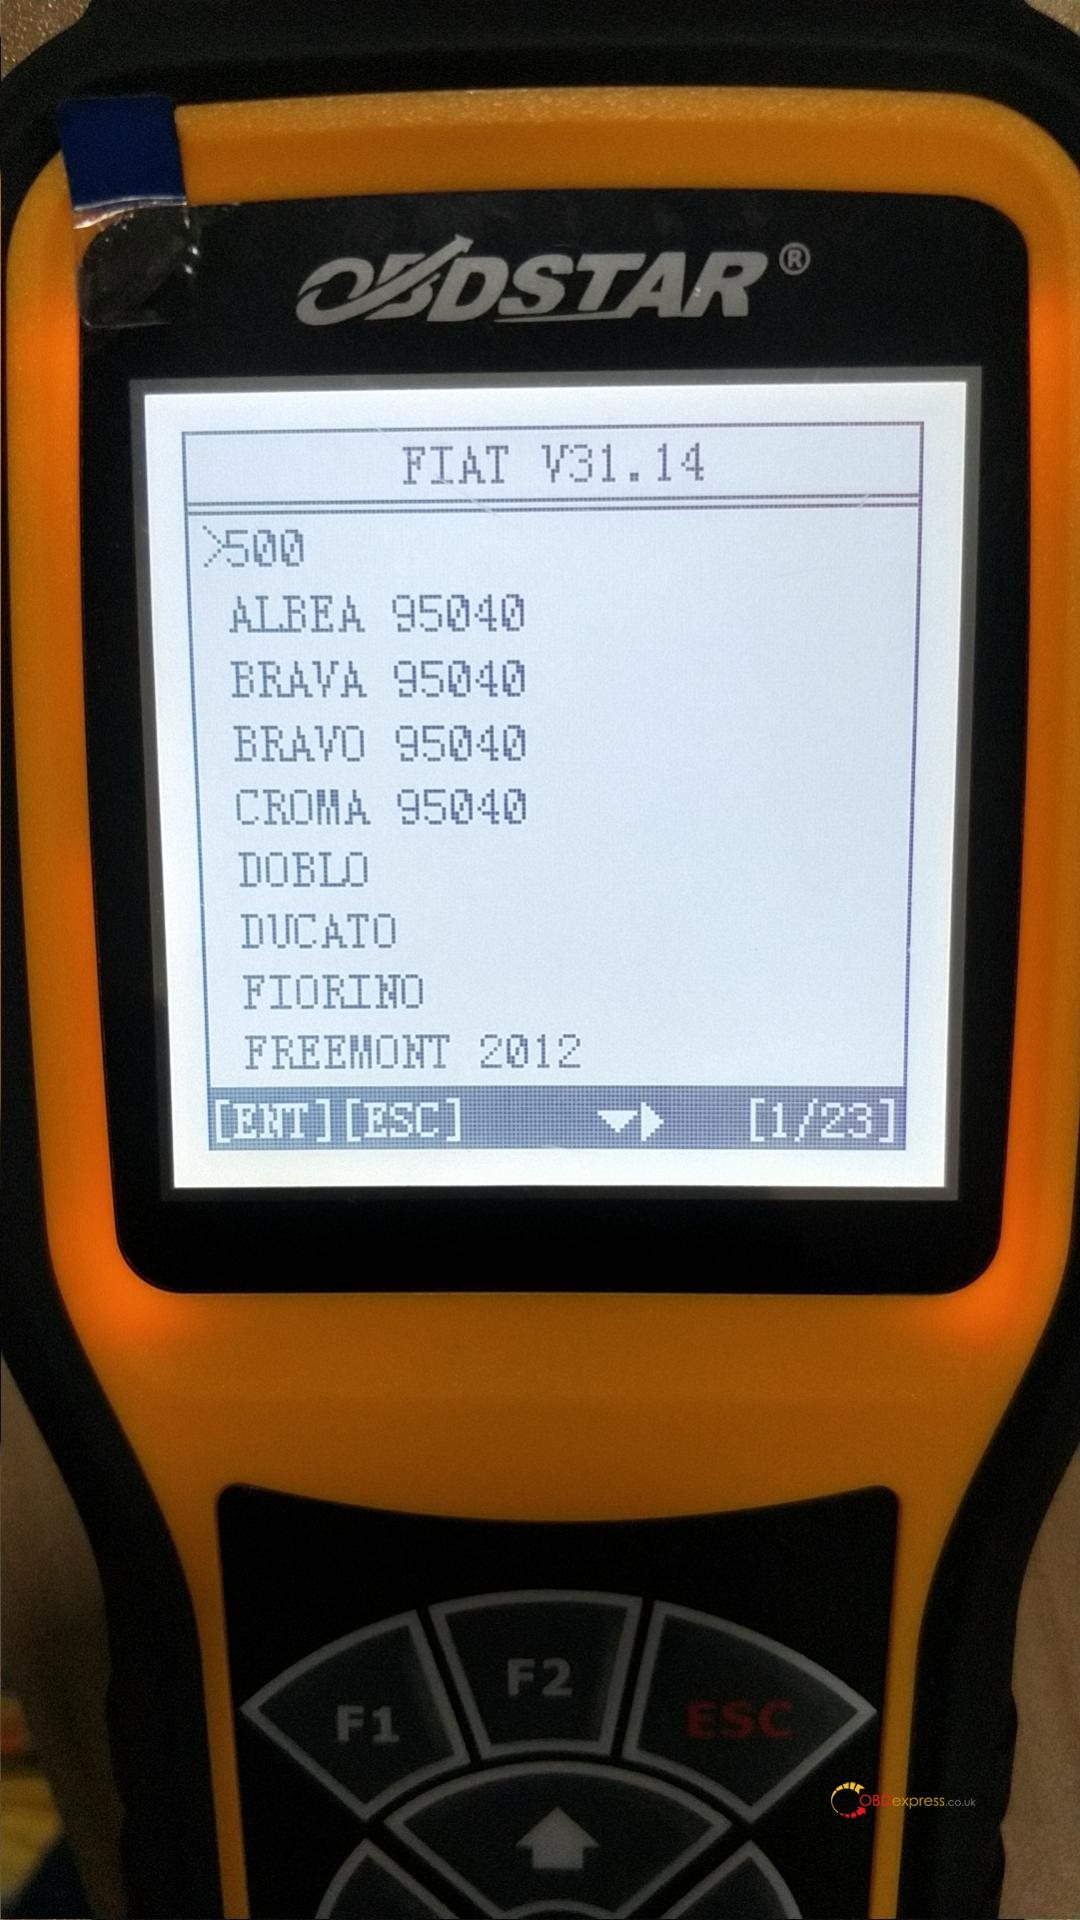 OBDSTAR®
FIAT V31.14
>500
ALBEA 95040
BRAVA 95040
BRAVO 95040
CROMA 95040
DOBLO
DUCATO
FIORINO
FREEMONT 2012
[ENT][ESC] [1/23]
F1 F2 ESC
OBDexpress.co.uk